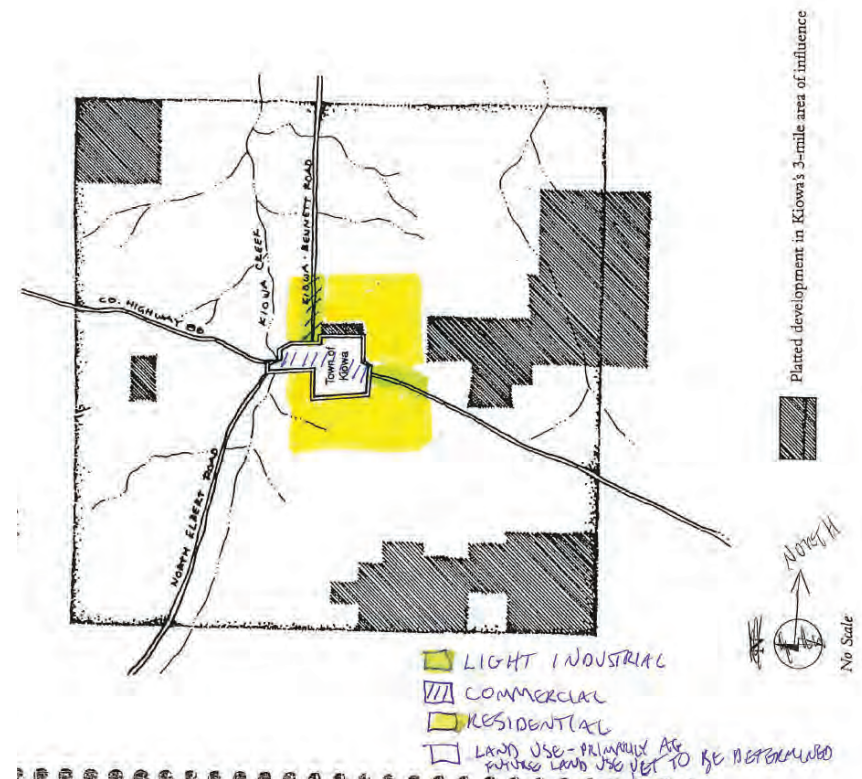 Platted development in Kiowa's 3-mile area of influence
KIOWA CREEK
KIOWA-BENNETT ROAD
CO. HIGHWAY 86
Town of
Kiowa
NORTH ELBERT ROAD
NORTH
N
No Scale
LIGHT INDUSTRIAL
COMMERCIAL
RESIDENTIAL
LAND USE - PRIMARILY AG
FUTURE LAND USE YET TO BE DETERMINED